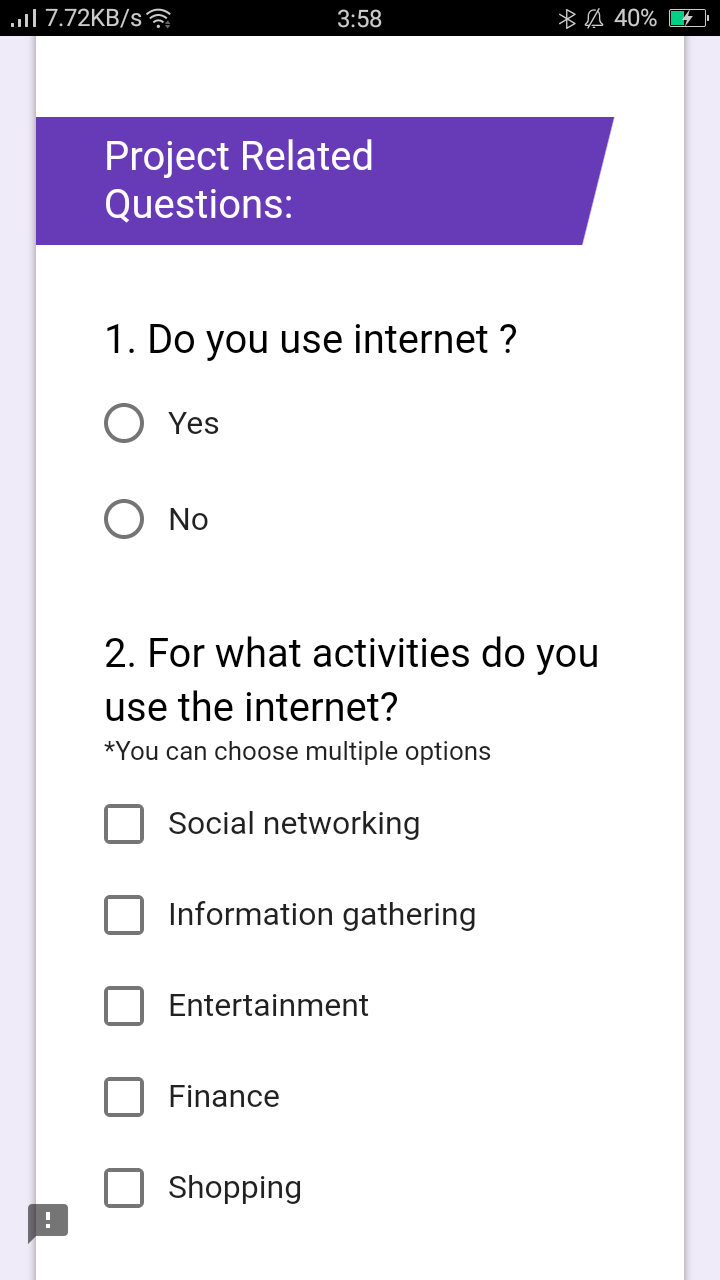 7.72KB/s 3:58 40%
Project Related
Questions:
1. Do you use internet ?
Yes
No
2. For what activities do you
use the internet?
*You can choose multiple options
Social networking
Information gathering
Entertainment
Finance
Shopping